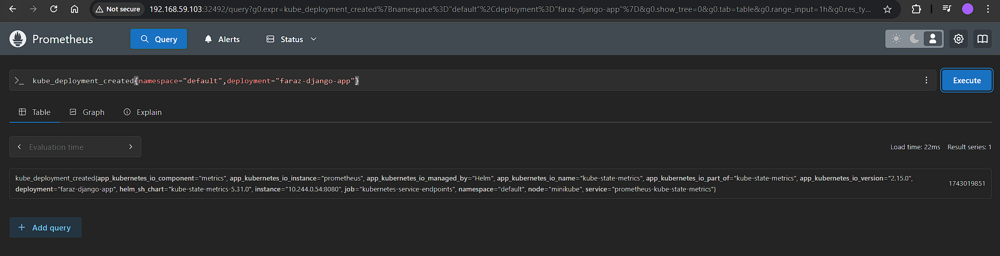 Not secure 192.168.59.103:32492/query?g0.expr=kube_deployment_created%7Bnamespace%3D"default"%2Cdeployment%3D"faraz-django-app"%7D&g0.show_tree=0&g0.tab=table&g0.range_input=1h&g0.res_ty...
Prometheus Query Alerts Status
kube_deployment_created{namespace="default",deployment="faraz-django-app"} Execute
Table Graph Explain
Evaluation time Load time: 22ms Result series: 1
kube_deployment_created{app_kubernetes_io_component="metrics", app_kubernetes_io_instance="prometheus", app_kubernetes_io_managed_by="Helm", app_kubernetes_io_name="kube-state-metrics", app_kubernetes_io_part_of="kube-state-metrics", app_kubernetes_io_version="2.15.0",
deployment="faraz-django-app", helm_sh_chart="kube-state-metrics-5.31.0", instance="10.244.0.54:8080", job="kubernetes-service-endpoints", namespace="default", node="minikube", service="prometheus-kube-state-metrics"} 1743019851
Add query